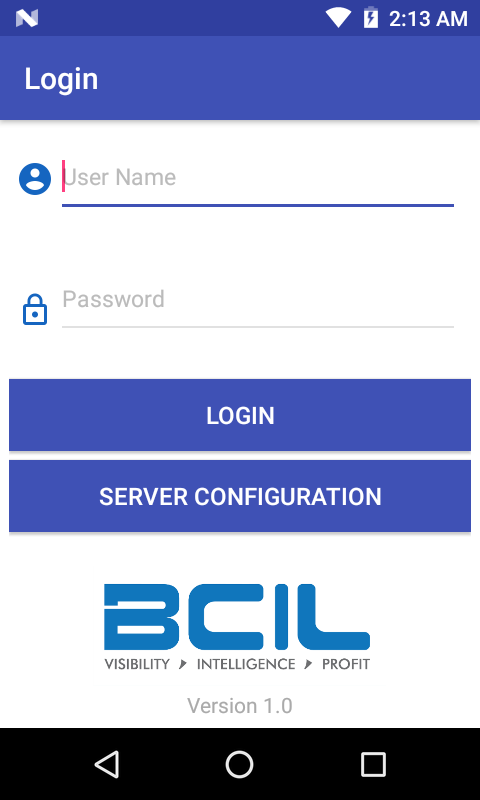 2:13 AM
Login
User Name
Password
LOGIN
SERVER CONFIGURATION
BCIL
VISIBILITY INTELLIGENCE PROFIT
Version 1.0